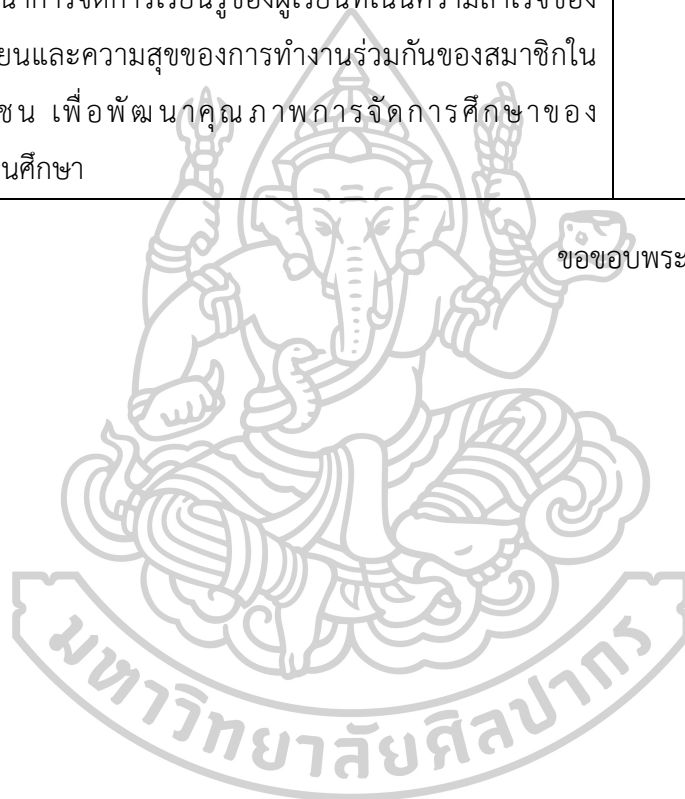 นาการจัดการเรียนรู้ของผู้เรียนที่เน้นความสำเร็จของ
ยนและความสุขของการทำงานร่วมกันของสมาชิกใน
ชน เพื่อพัฒนาคุณภาพการจัดการศึกษาของ
นศึกษา
ขอขอบพระ
มหาวิทยาลัยศิลปากร